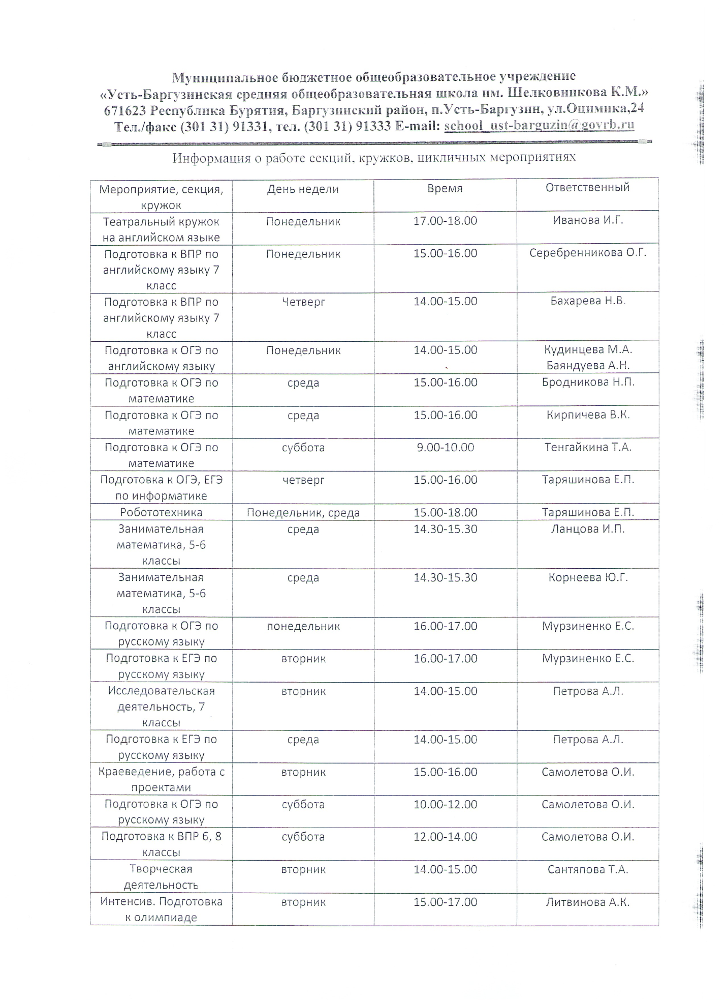 Муниципальное бюджетное общеобразовательное учреждение
«Усть-Баргузинская средняя общеобразовательная школа им. Шелковникова К.М.»
671623 Республика Бурятия, Баргузинский район, п.Усть-Баргузин, ул.Оцимика,24
Тел./факс (301 31) 91331, тел. (301 31) 91333 E-mail: school_ust-barguzin@govrb.ru
Информация о работе секций, кружков, цикличных мероприятиях
Мероприятие, секция, День недели Время Ответственный
кружок
Театральный кружок Понедельник 17.00-18.00 Иванова И.Г.
на английском языке
Подготовка к ВПР по Понедельник 15.00-16.00 Серебренникова О.Г.
английскому языку 7
класс
Подготовка к ВПР по Четверг 14.00-15.00 Бахарева Н.В.
английскому языку 7
класс
Подготовка к ОГЭ по Понедельник 14.00-15.00 Кудинцева М.А.
английскому языку Баяндуева А.Н.
Подготовка к ОГЭ по среда 15.00-16.00 Бродникова Н.П.
математике
Подготовка к ОГЭ по среда 15.00-16.00 Кирпичева В.К.
математике
Подготовка к ОГЭ по суббота 9.00-10.00 Тенгайкина Т.А.
математике
Подготовка к ОГЭ, ЕГЭ четверг 15.00-16.00 Таряшинова Е.П.
по информатике
Робототехника Понедельник, среда 15.00-18.00 Таряшинова Е.П.
Занимательная среда 14.30-15.30 Ланцова И.П.
математика, 5-6
классы
Занимательная среда 14.30-15.30 Корнеева Ю.Г.
математика, 5-6
классы
Подготовка к ОГЭ по понедельник 16.00-17.00 Мурзиненко Е.С.
русскому языку
Подготовка к ЕГЭ по вторник 16.00-17.00 Мурзиненко Е.С.
русскому языку
Исследовательская вторник 14.00-15.00 Петрова А.Л.
деятельность, 7
классы
Подготовка к ЕГЭ по среда 14.00-15.00 Петрова А.Л.
русскому языку
Краеведение, работа с вторник 15.00-16.00 Самолетова О.И.
проектами
Подготовка к ОГЭ по суббота 10.00-12.00 Самолетова О.И.
русскому языку
Подготовка к ВПР 6, 8 суббота 12.00-14.00 Самолетова О.И.
классы
Творческая вторник 14.00-15.00 Сантяпова Т.А.
деятельность
Интенсив. Подготовка вторник 15.00-17.00 Литвинова А.К.
к олимпиаде